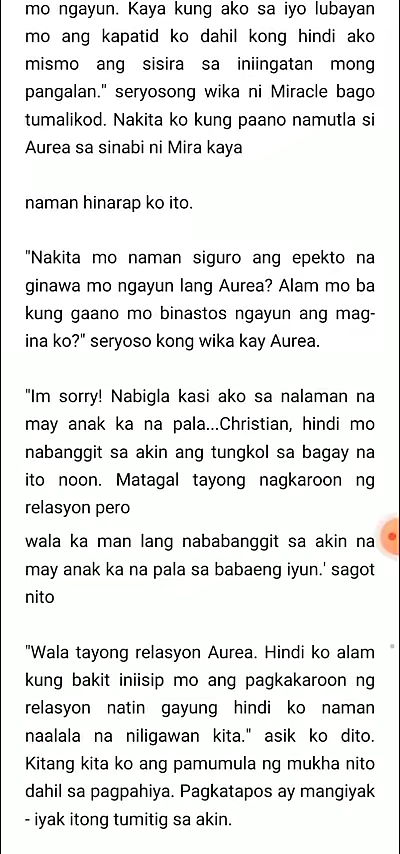 mo ngayun. Kaya kung ako sa iyo lubayan
mo ang kapatid ko dahil kong hindi ako
mismo ang sisira sa iniingatan mong
pangalan." seryosong wika ni Miracle bago
tumalikod. Nakita ko kung paano namutla si
Aurea sa sinabi ni Mira kaya
naman hinarap ko ito.
"Nakita mo naman siguro ang epekto na
ginawa mo ngayun lang Aurea? Alam mo ba
kung gaano mo binastos ngayun ang mag-
ina ko?" seryoso kong wika kay Aurea.
"Im sorry! Nabigla kasi ako sa nalaman na
may anak ka na pala...Christian, hindi mo
nabanggit sa akin ang tungkol sa bagay na
ito noon. Matagal tayong nagkaroon ng
relasyon pero
wala ka man lang nababanggit sa akin na
may anak ka na pala sa babaeng iyun.' sagot
nito
"Wala tayong relasyon Aurea. Hindi ko alam
kung bakit iniisip mo ang pagkakaroon ng
relasyon natin gayung hindi ko naman
naalala na niligawan kita." asik ko dito.
Kitang kita ko ang pamumula ng mukha nito
dahil sa pagpahiya. Pagkatapos ay mangiyak
- iyak itong tumitig sa akin.